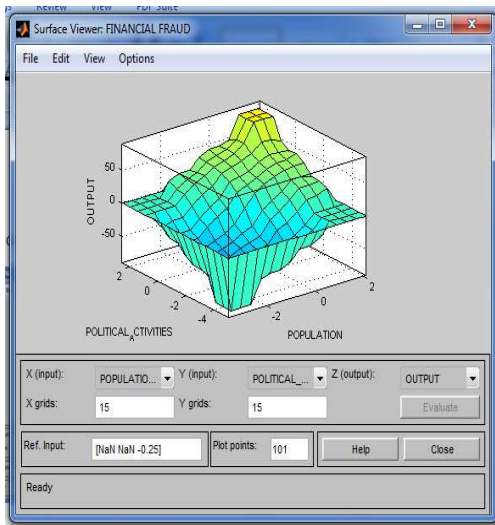 Review View PDF Suite
Surface Viewer: FINANCIAL FRAUD
File Edit View Options
50
0
-50
OUTPUT
2
0
-2
-4
-2
0
2
POLITICAL_ACTIVITIES
POPULATION
X (input):
POPULATIO...
Y (input):
POLITICAL_...
Z (output):
OUTPUT
X grids:
15
Y grids:
15
Evaluate
Ref. Input:
[NaN NaN -0.25]
Plot points:
101
Help
Close
Ready